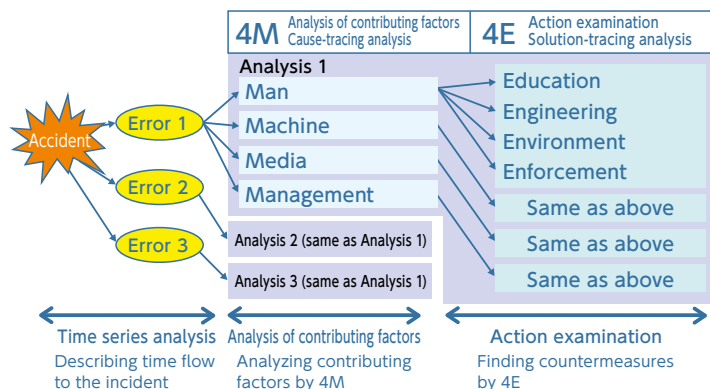 4M Analysis of contributing factors
Cause-tracing analysis
4E Action examination
Solution-tracing analysis
Analysis 1
Accident
Error 1
Error 2
Error 3
Man
Machine
Media
Management
Education
Engineering
Environment
Enforcement
Same as above
Same as above
Same as above
Analysis 2 (same as Analysis 1)
Analysis 3 (same as Analysis 1)
Time series analysis
Describing time flow
to the incident
Analysis of contributing factors
Analyzing contributing
factors by 4M
Action examination
Finding countermeasures
by 4E